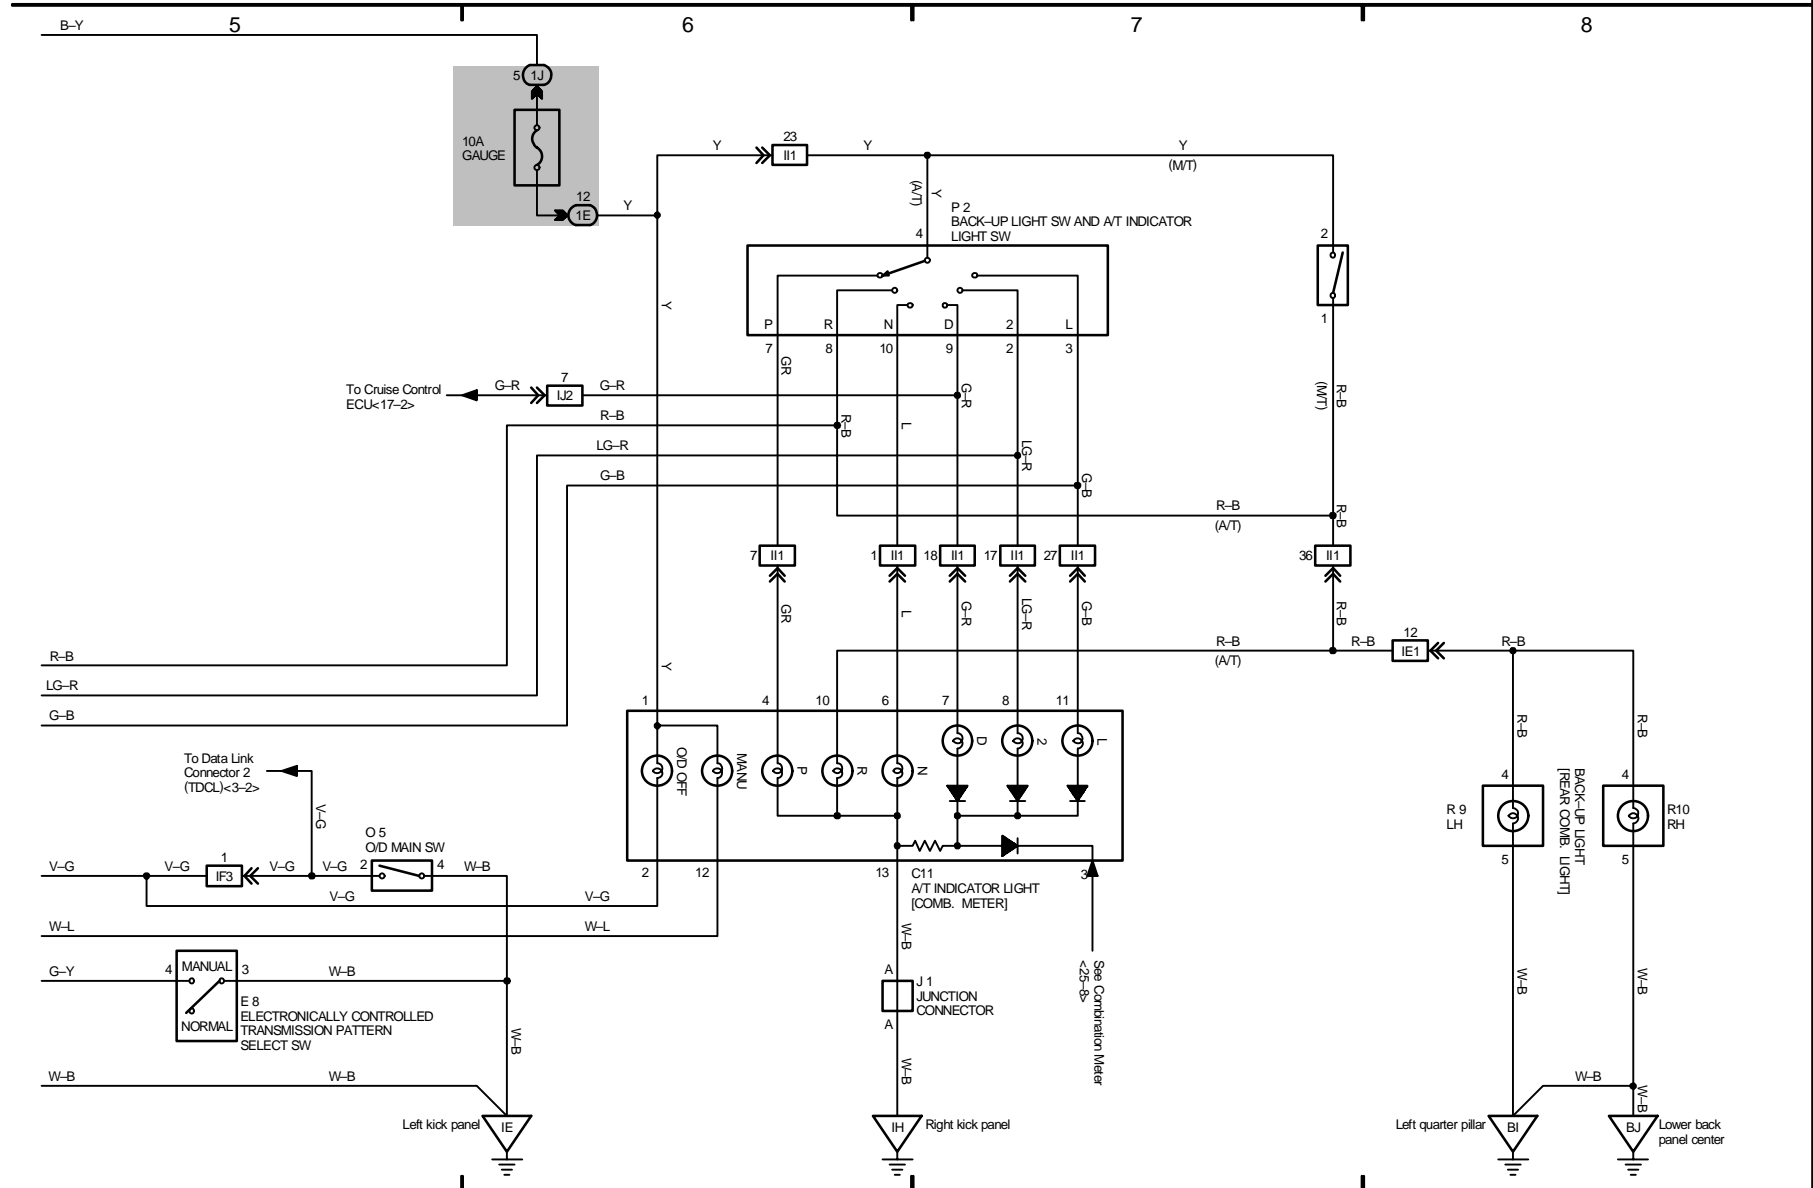 5
6
7
8
B–Y
5
1J
10A
GAUGE
12
1E
Y
Y
23
II1
Y
Y
(M/T)
Y
(A/T)
P 2
BACK–UP LIGHT SW AND A/T INDICATOR
LIGHT SW
4
2
1
Y
P
R
N
D
2
L
7
8
10
9
2
3
GR
To Cruise Control
ECU<17–2>
G–R
7
IJ2
G–R
G–R
R–B
(M/T)
R–B
R–B
L
LG–R
LG–R
G–B
G–B
R–B
(A/T)
R–B
7
II1
1
II1
18
II1
17
II1
27
II1
36
II1
GR
L
G–R
LG–R
G–B
R–B
R–B
(A/T)
R–B
12
IE1
R–B
R–B
LG–R
G–B
Y
1
4
10
6
7
8
11
O/D OFF
MANU
P
R
N
D
2
L
R–B
R–B
To Data Link
Connector 2
(TDCL)<3–2>
V–G
4
4
R 9
LH
BACK–UP LIGHT
[REAR COMB. LIGHT]
R10
RH
5
5
O 5
O/D MAIN SW
V–G
V–G
1
IF3
V–G
V–G
2
4
W–B
2
12
13
3
C11
A/T INDICATOR LIGHT
[COMB. METER]
V–G
V–G
W–L
W–L
W–B
G–Y
4
MANUAL
3
W–B
NORMAL
E 8
ELECTRONICALLY CONTROLLED
TRANSMISSION PATTERN
SELECT SW
A
J 1
JUNCTION
CONNECTOR
A
See Combination Meter
<25–8>
W–B
W–B
W–B
W–B
W–B
W–B
W–B
W–B
Left kick panel
IE
IH
Right kick panel
Left quarter pillar
BI
BJ
Lower back
panel center